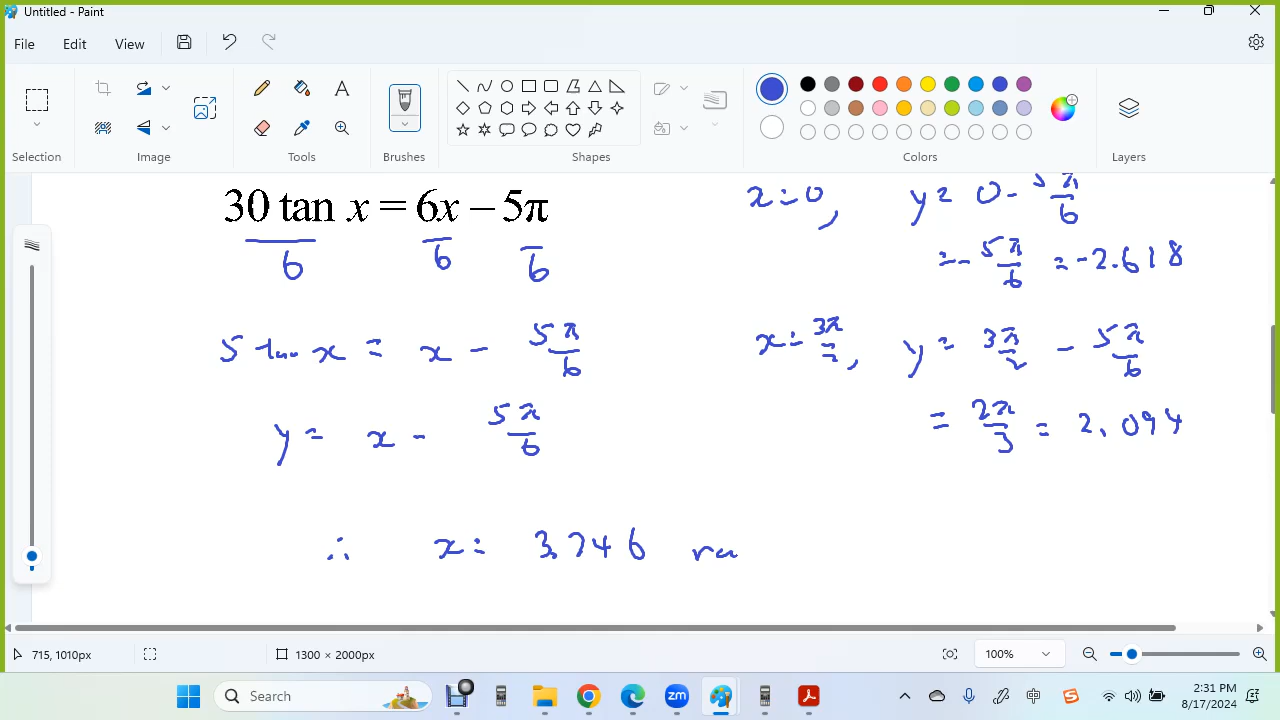 Untitled - Paint
File Edit View
Selection Image Tools Brushes Shapes Colors Layers
30 tan x = 6x – 5π
6 6 6
5 tan x = x - 5π/6
y = x - 5π/6
∴ x = 3.746 ra
x = 0, y = 0 - 5π/6
= - 5π/6 = -2.618
x = 3π/2, y = 3π/2 - 5π/6
= 2π/3 = 2.094
715, 1010px 1300 × 2000px 100%
Search 2:31 PM
8/17/2024